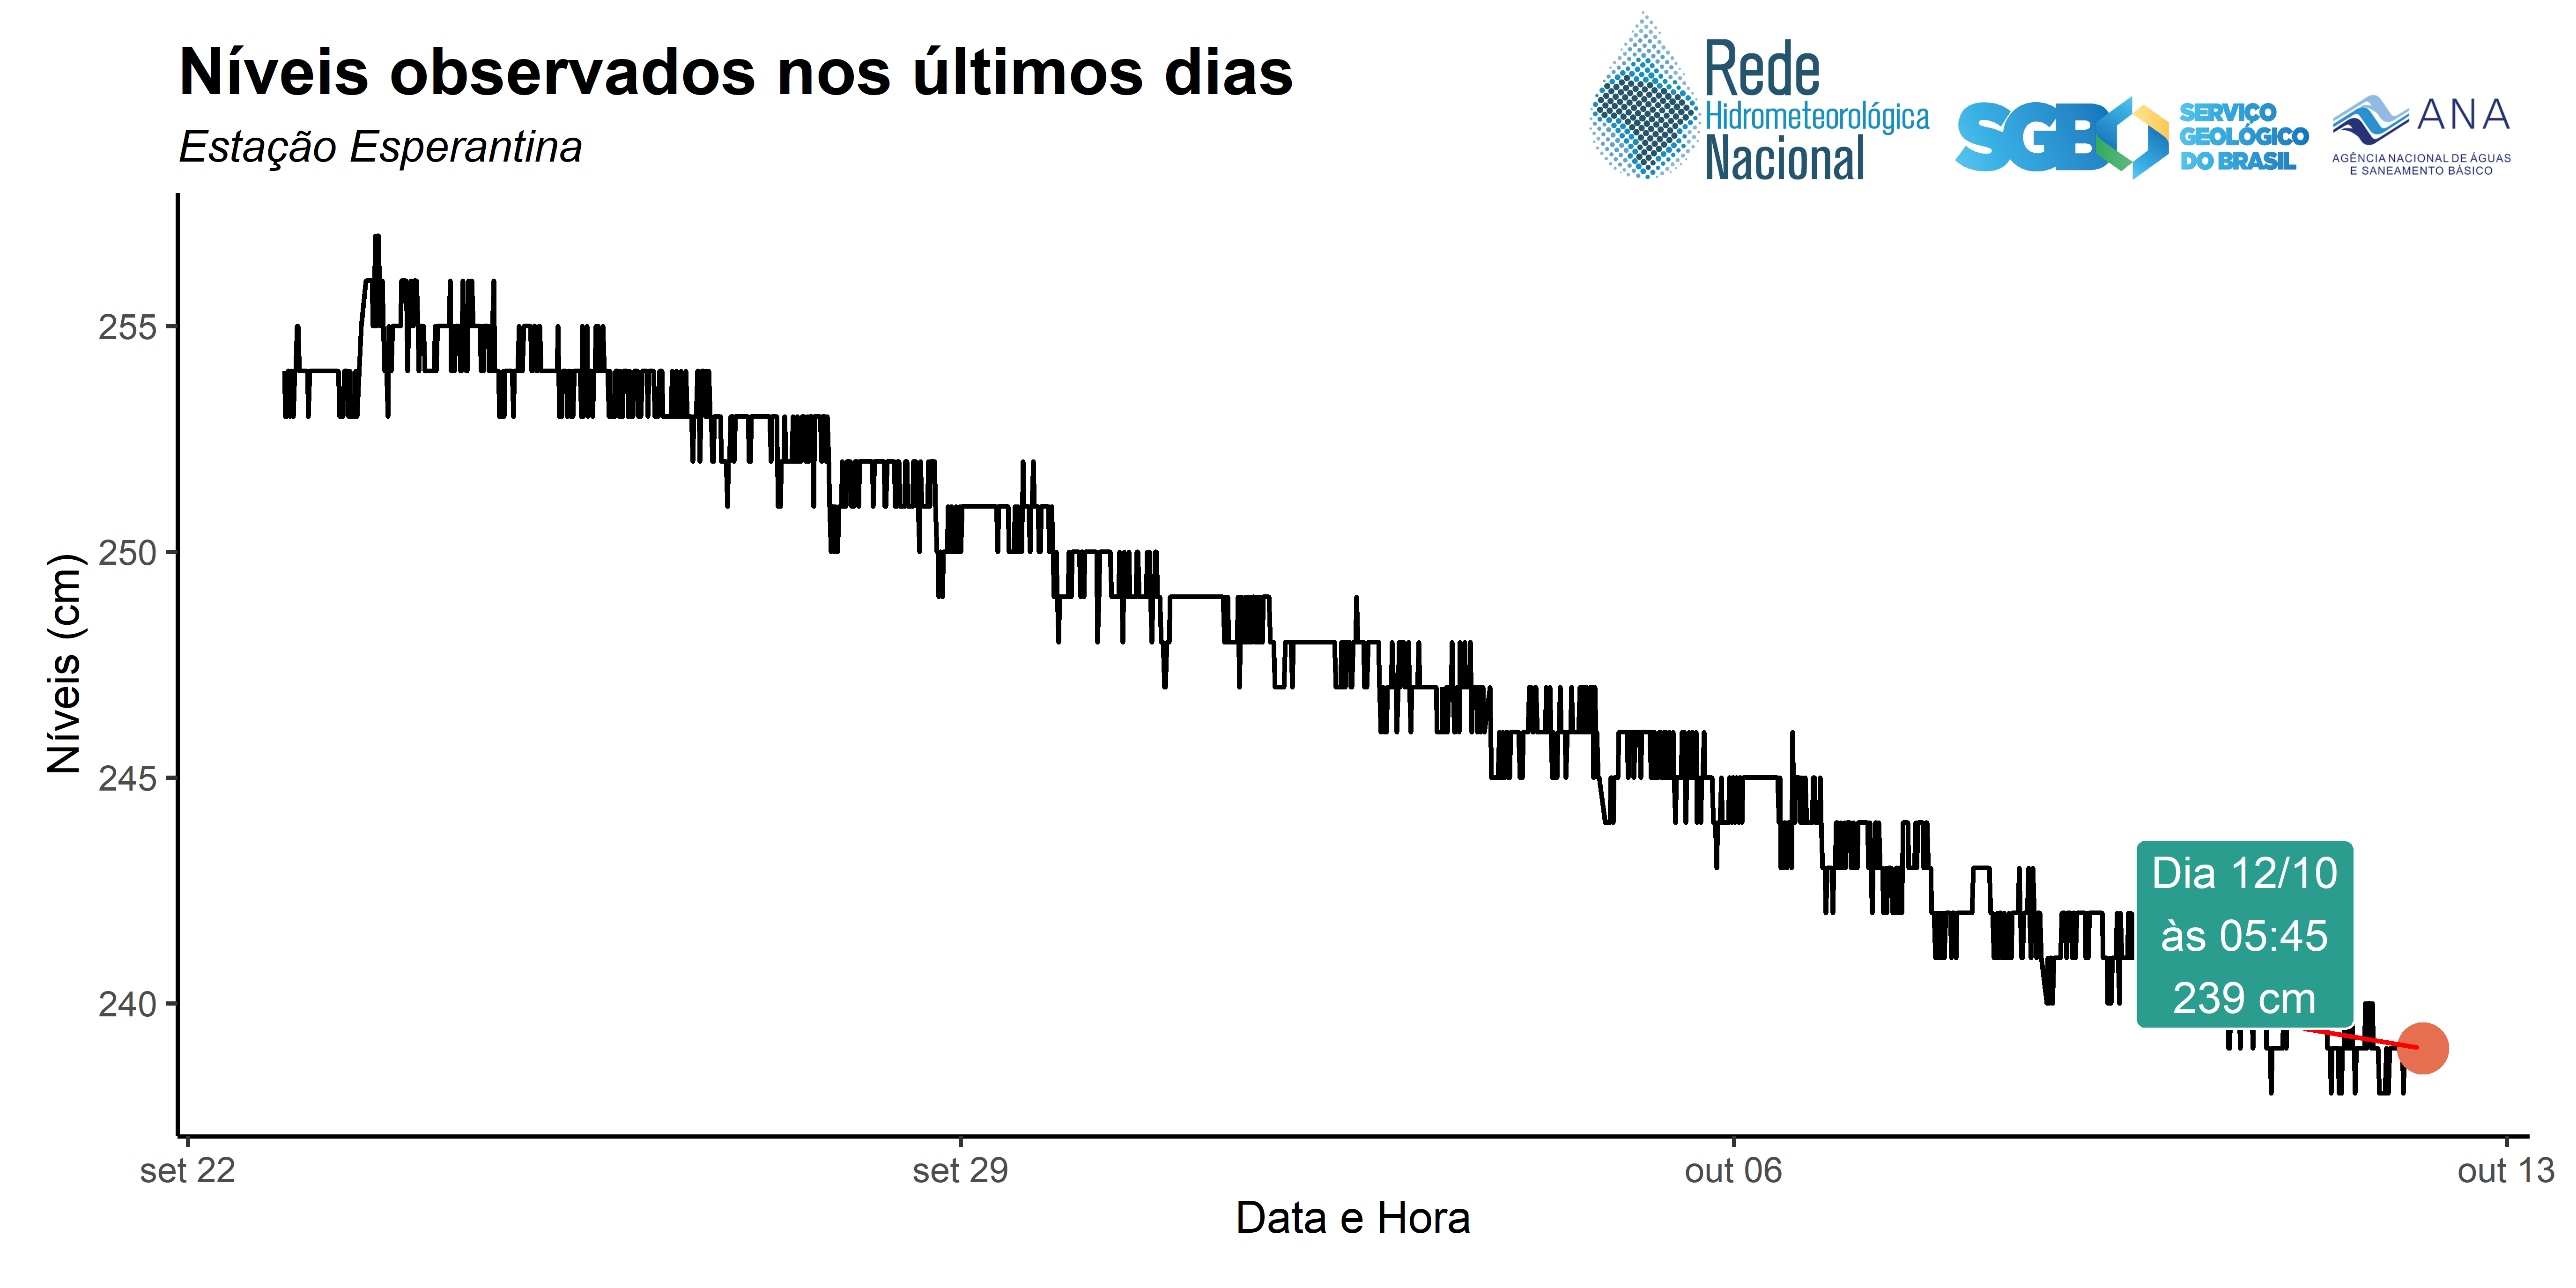 Níveis observados nos últimos dias
Estação Esperantina
Rede
Hidrometeorológica
Nacional
SGB
SERVIÇO
GEOLÓGICO
DO BRASIL
ANA
AGÊNCIA NACIONAL DE ÁGUAS
E SANEAMENTO BÁSICO
Níveis (cm)
255
250
245
240
Dia 12/10
às 05:45
239 cm
set 22
set 29
out 06
out 13
Data e Hora